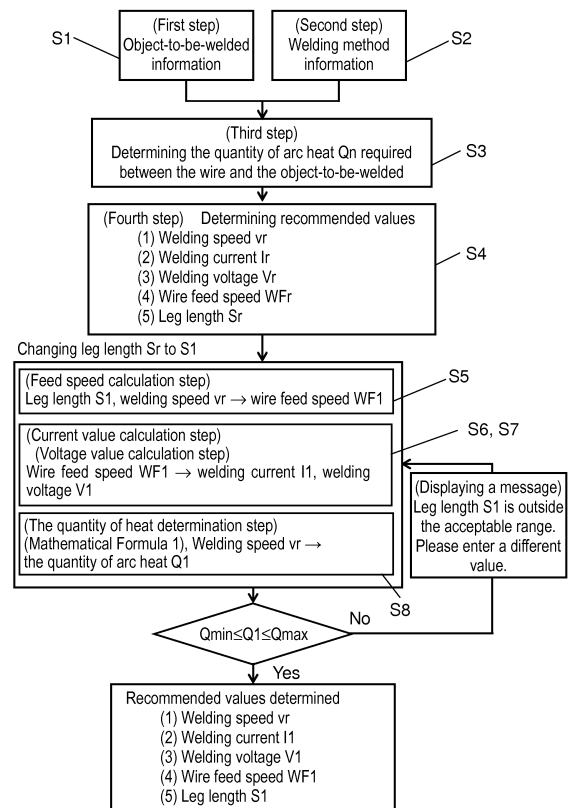 S1
(First step)
Object-to-be-welded
information
(Second step)
Welding method
information
S2
(Third step)
Determining the quantity of arc heat Qn required
between the wire and the object-to-be-welded
S3
(Fourth step) Determining recommended values
(1) Welding speed vr
(2) Welding current Ir
(3) Welding voltage Vr
(4) Wire feed speed WFr
(5) Leg length Sr
S4
Changing leg length Sr to S1
(Feed speed calculation step)
Leg length S1, welding speed vr → wire feed speed WF1
S5
(Current value calculation step)
(Voltage value calculation step)
Wire feed speed WF1 → welding current I1, welding
voltage V1
S6, S7
(The quantity of heat determination step)
(Mathematical Formula 1), Welding speed vr →
the quantity of arc heat Q1
S8
(Displaying a message)
Leg length S1 is outside
the acceptable range.
Please enter a different
value.
Qmin≤Q1≤Qmax
No
Yes
Recommended values determined
(1) Welding speed vr
(2) Welding current I1
(3) Welding voltage V1
(4) Wire feed speed WF1
(5) Leg length S1